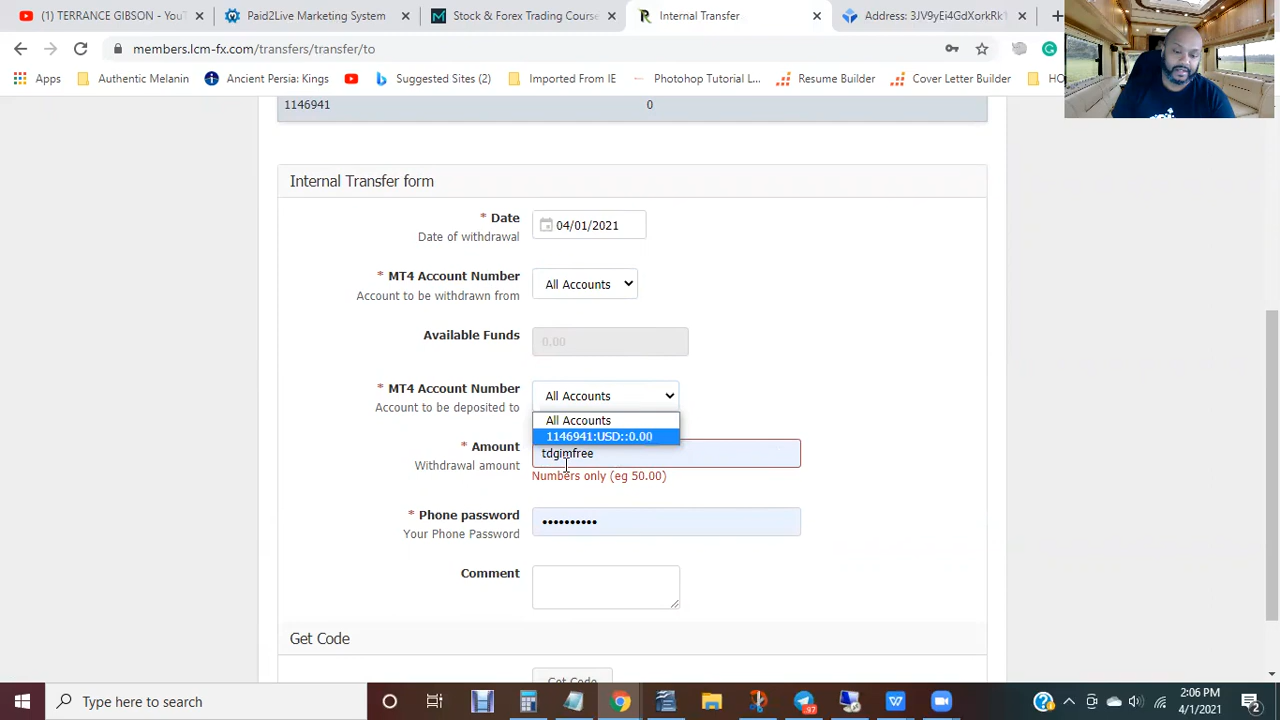 (1) TERRANCE GIBSON - YouT
Paid2Live Marketing System
Stock & Forex Trading Course
Internal Transfer
Address: 3JV9yEi4GdXorkRk
members.lcm-fx.com/transfers/transfer/to
Apps
Authentic Melanin
Ancient Persia: Kings
Suggested Sites (2)
Imported From IE
Photohop Tutorial L...
Resume Builder
Cover Letter Builder
HO
1146941 0
Internal Transfer form
* Date
Date of withdrawal
04/01/2021
* MT4 Account Number
Account to be withdrawn from
All Accounts
Available Funds
0.00
* MT4 Account Number
Account to be deposited to
All Accounts
All Accounts
1146941:USD::0.00
* Amount
Withdrawal amount
tdgimfree
Numbers only (eg 50.00)
* Phone password
Your Phone Password
Comment
Get Code
Get Code
Type here to search
97
2:06 PM
4/1/2021
2